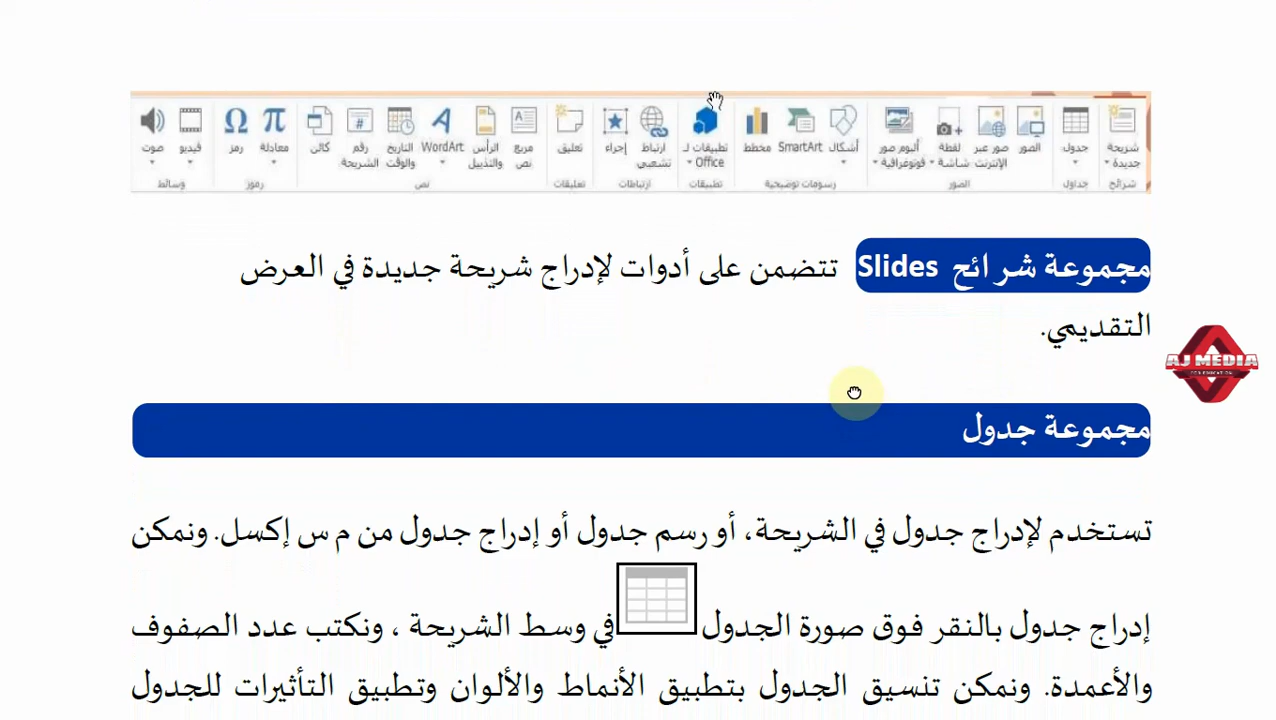 شريحة جديدة
جدول
الصور
صور عبر الإنترنت
لقطة شاشة
ألبوم صور فوتوغرافية
أشكال
SmartArt
مخطط
تطبيقات لـ Office
ارتباط تشعبي
إجراء
تعليق
مربع نص
الرأس والتذييل
WordArt
التاريخ والوقت
رقم الشريحة
كائن
معادلة
رمز
فيديو
صوت
شرائح
جداول
الصور
رسومات توضيحية
تطبيقات
ارتباطات
تعليقات
نص
رموز
وسائط
مجموعة شرائح Slides تتضمن على أدوات لإدراج شريحة جديدة في العرض
التقديمي.
AJ MEDIA
FOR EDUCATION
مجموعة جدول
تستخدم لإدراج جدول في الشريحة، أو رسم جدول أو إدراج جدول من م س إكسل. ونمكن
إدراج جدول بالنقر فوق صورة الجدول في وسط الشريحة ، ونكتب عدد الصفوف
والأعمدة. ونمكن تنسيق الجدول بتطبيق الأنماط والألوان وتطبيق التأثيرات للجدول